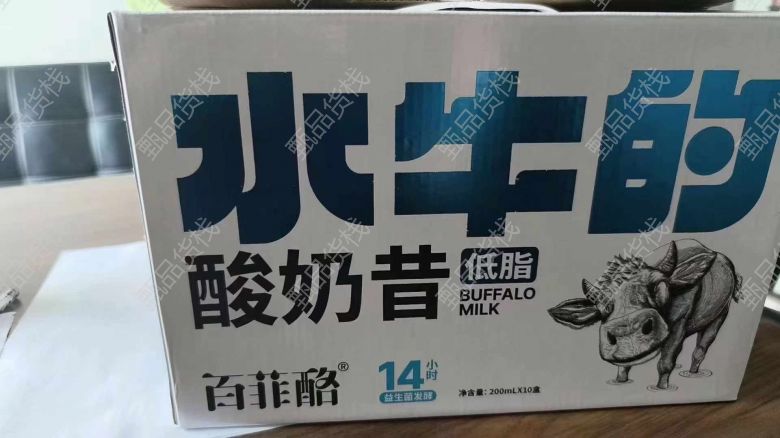 水牛的
酸奶昔
低脂
BUFFALO
MILK
百菲酪®
14小时
益生菌发酵
净含量：200mLX10盒
甄品货栈